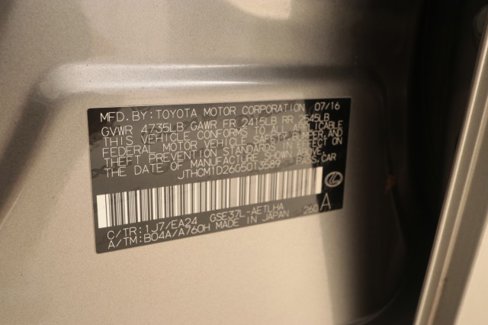 MFD. BY: TOYOTA MOTOR CORPORATION 07/16
GVWR 4735LB GAWR FR 2415LB RR 2545LB
THIS VEHICLE CONFORMS TO ALL APPLICABLE
FEDERAL MOTOR VEHICLE SAFETY, BUMPER, AND
THEFT PREVENTION STANDARDS IN EFFECT ON
THE DATE OF MANUFACTURE SHOWN ABOVE.
PASS.CAR
C/TR: 1J7/EA24 GSE37L-AETLHA A
A/TM: B04A/A760H MADE IN JAPAN